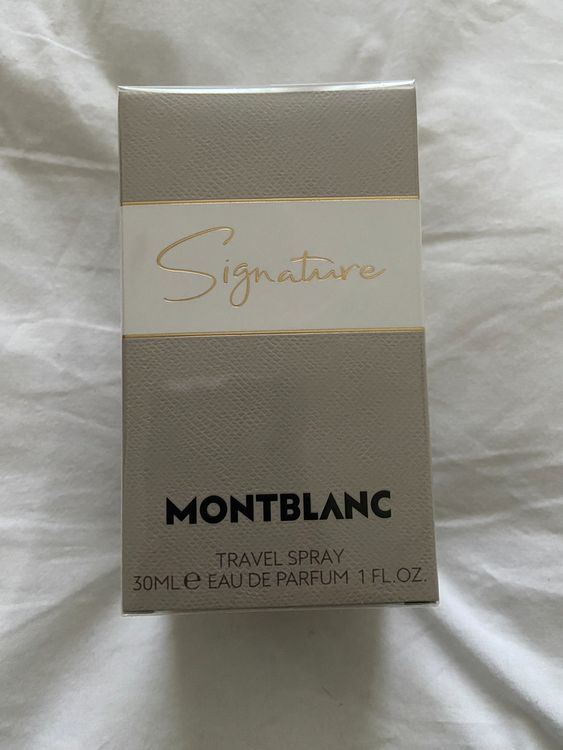 Signature
MONTBLANC
TRAVEL SPRAY
30ML ℮ EAU DE PARFUM 1 FL.OZ.